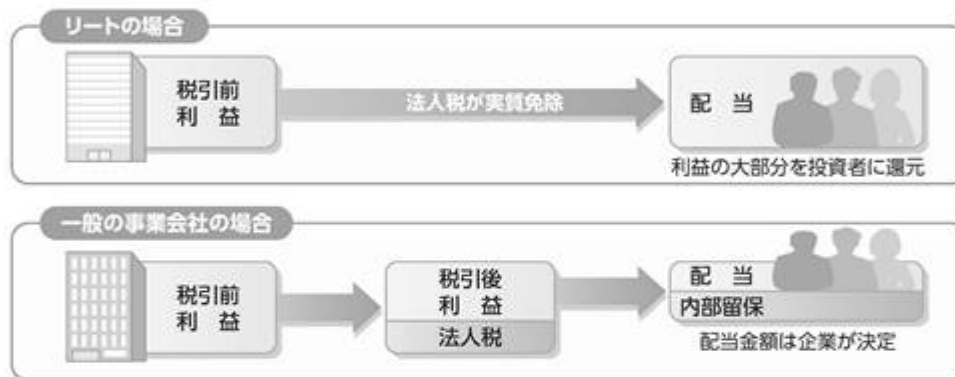 リートの場合
税引前
利 益
法人税が実質免除
配 当
利益の大部分を投資者に還元
一般の事業会社の場合
税引前
利 益
税引後
利 益
法人税
配 当
内部留保
配当金額は企業が決定